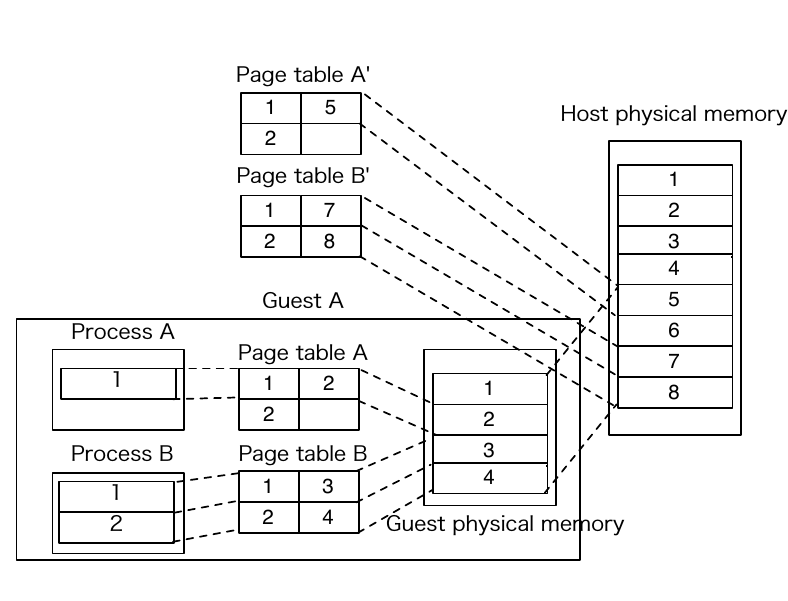 Page table A'
1 5
2
Page table B'
1 7
2 8
Host physical memory
1
2
3
4
5
6
7
8
Guest A
Process A
1
Page table A
1 2
2
Process B
1
2
Page table B
1 3
2 4
1
2
3
4
Guest physical memory